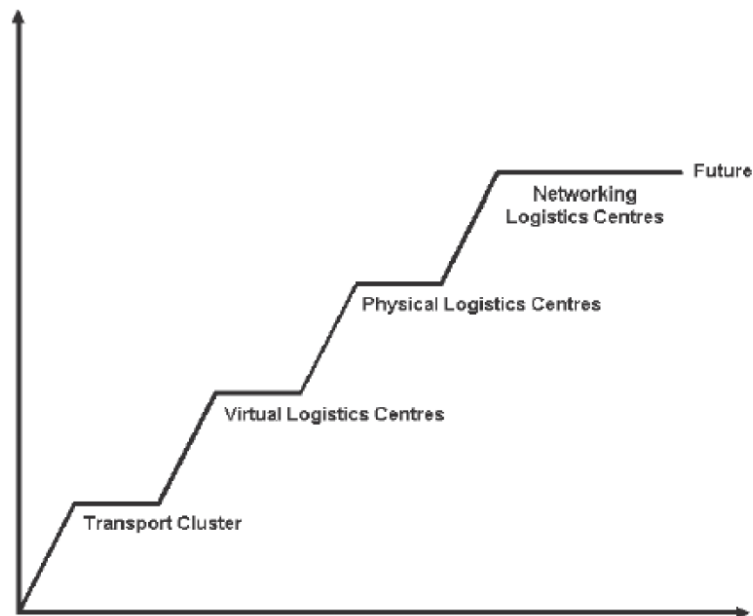 Future
Networking
Logistics Centres
Physical Logistics Centres
Virtual Logistics Centres
Transport Cluster